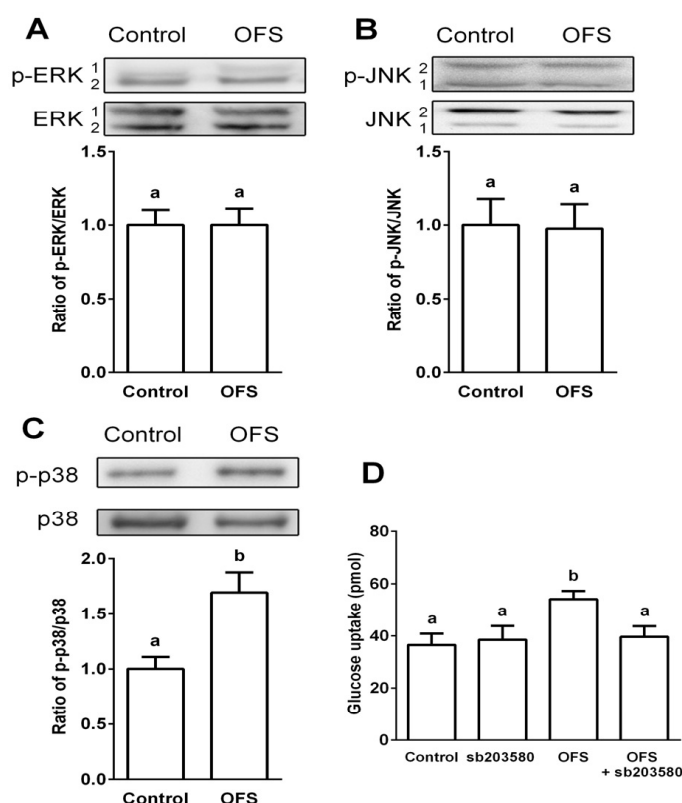 A
Control OFS
p-ERK 1
2
ERK 1
2
1.5
1.0
0.5
0.0
Ratio of p-ERK/ERK
a a
Control OFS
B
Control OFS
p-JNK 2
1
JNK 2
1
1.5
1.0
0.5
0.0
Ratio of p-JNK/JNK
a a
Control OFS
C
Control OFS
p-p38
p38
2.0
1.5
1.0
0.5
0.0
Ratio of p-p38/p38
a b
Control OFS
D
80
60
40
20
0
Glucose uptake (pmol)
a a b a
Control sb203580 OFS OFS
+ sb203580